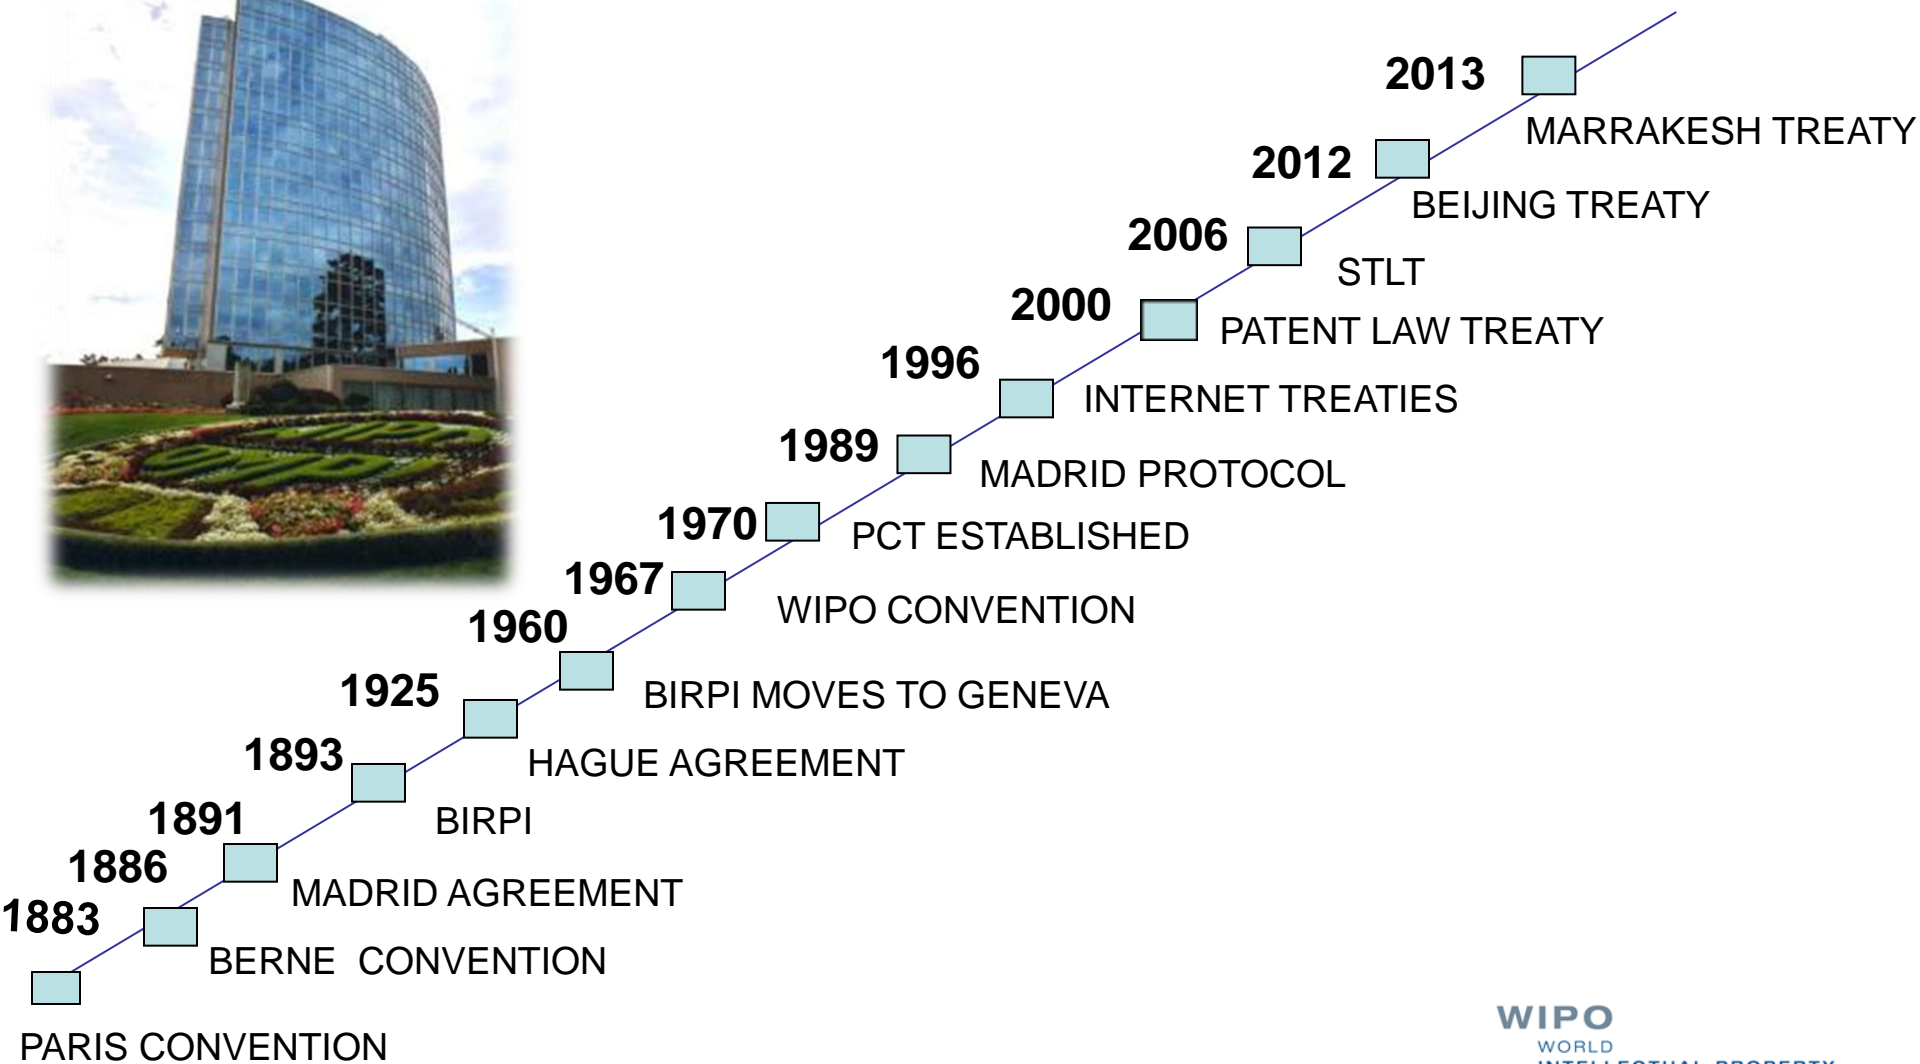 2013
MARRAKESH TREATY
2012
BEIJING TREATY
2006
STLT
2000
PATENT LAW TREATY
1996
INTERNET TREATIES
1989
MADRID PROTOCOL
1970
PCT ESTABLISHED
1967
WIPO CONVENTION
1960
BIRPI MOVES TO GENEVA
1925
HAGUE AGREEMENT
1893
BIRPI
1891
MADRID AGREEMENT
1886
BERNE CONVENTION
1883
PARIS CONVENTION
WIPO
WORLD
INTELLECTUAL PROPERTY